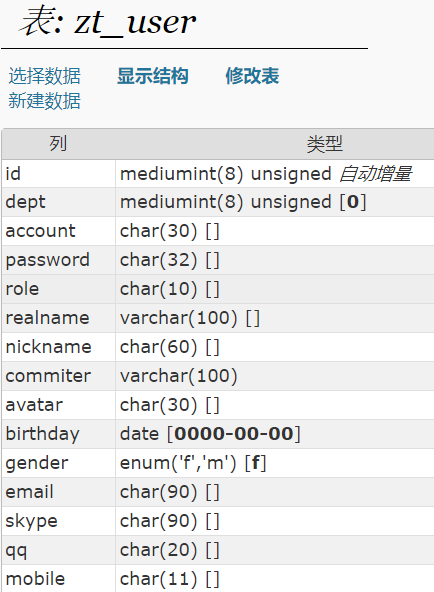 表: zt_user
选择数据 显示结构 修改表
新建数据
列 类型
id mediumint(8) unsigned 自动增量
dept mediumint(8) unsigned [0]
account char(30) []
password char(32) []
role char(10) []
realname varchar(100) []
nickname char(60) []
commiter varchar(100)
avatar char(30) []
birthday date [0000-00-00]
gender enum('f','m') [f]
email char(90) []
skype char(90) []
qq char(20) []
mobile char(11) []